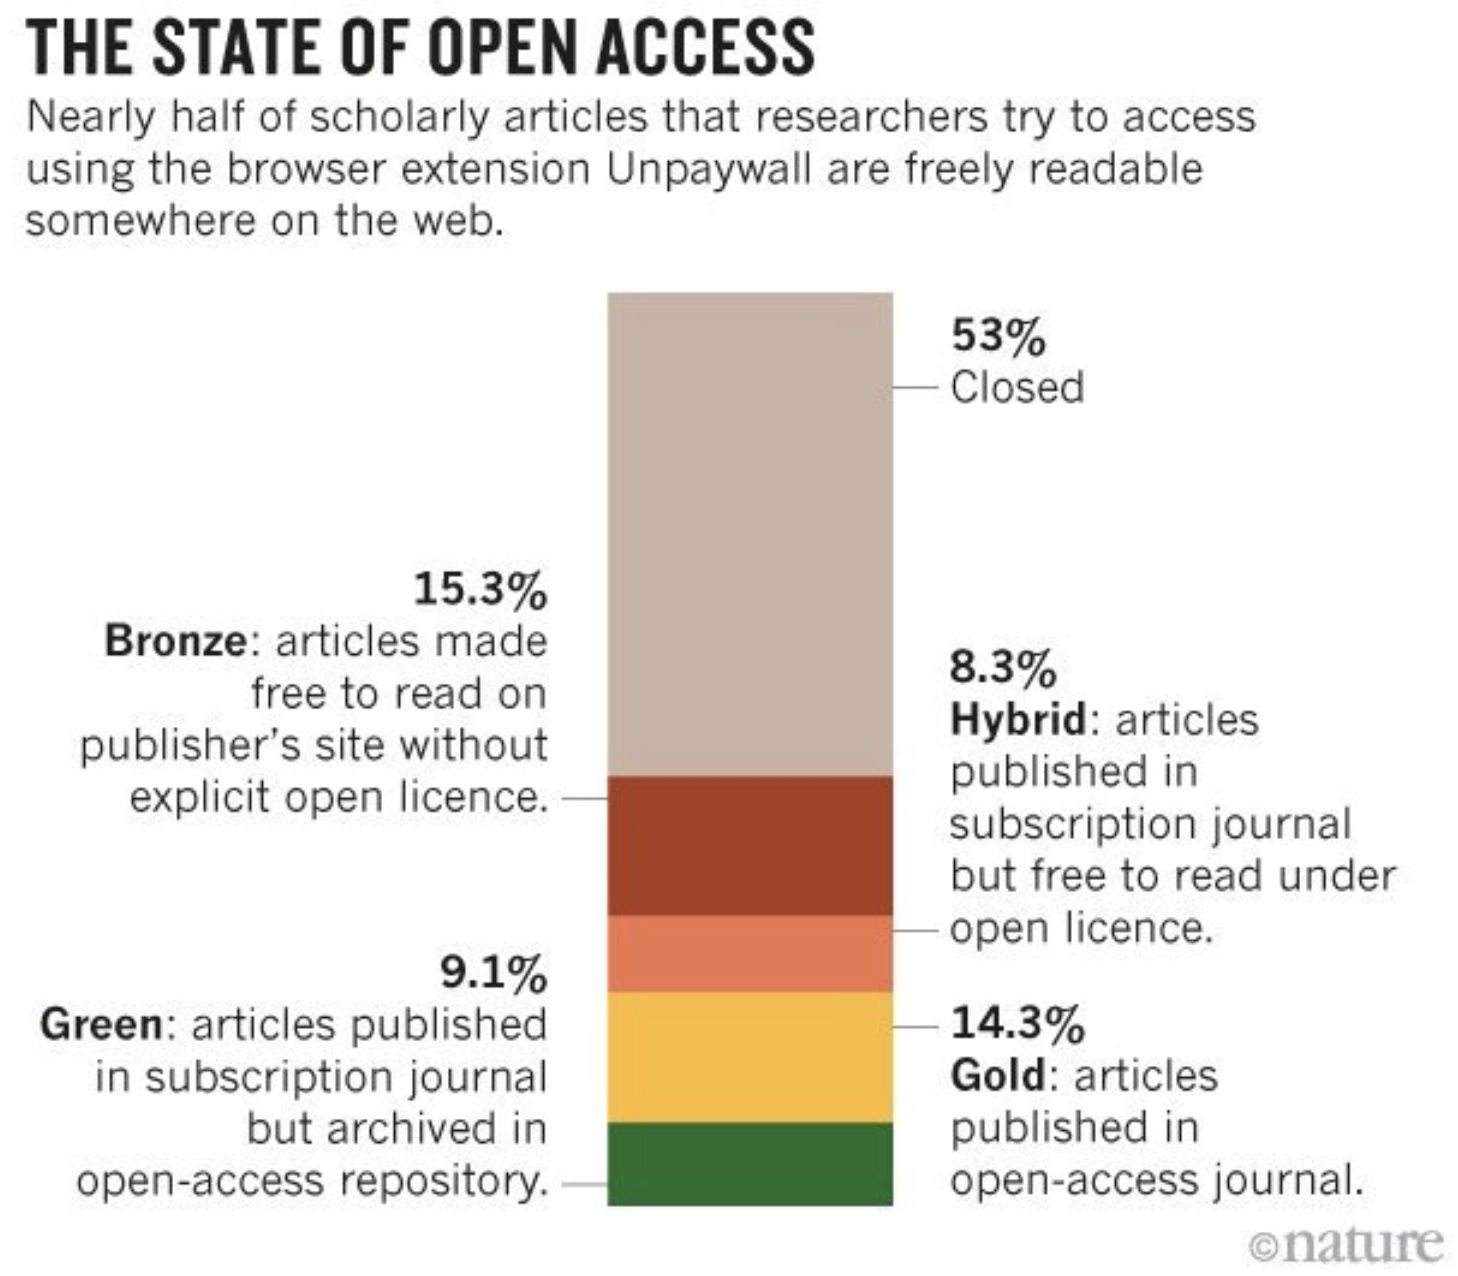 THE STATE OF OPEN ACCESS
Nearly half of scholarly articles that researchers try to access
using the browser extension Unpaywall are freely readable
somewhere on the web.
53%
Closed
15.3%
Bronze: articles made
free to read on
publisher’s site without
explicit open licence.
8.3%
Hybrid: articles
published in
subscription journal
but free to read under
open licence.
9.1%
Green: articles published
in subscription journal
but archived in
open-access repository.
14.3%
Gold: articles
published in
open-access journal.
©nature